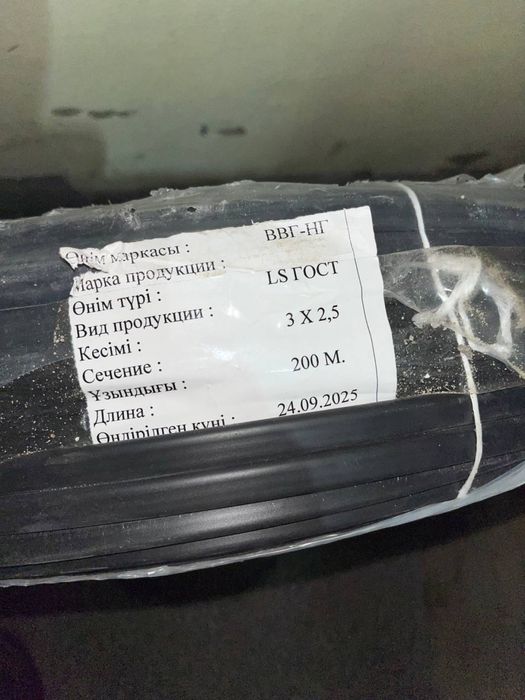 Өнім маркасы : ВВГ-НГ
Марка продукции :
Өнім түрі : LS ГОСТ
Вид продукции :
Кесімі : 3 X 2,5
Сечение :
Ұзындығы : 200 М.
Длина :
Өндірілген күні : 24.09.2025